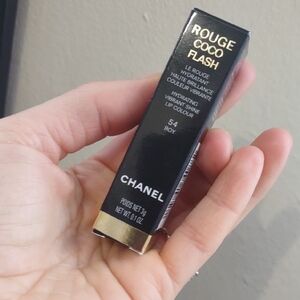 ROUGE
COCO
FLASH
LE ROUGE
HYDRATANT
HAUTE BRILLANCE
COULEUR VIBRANTE
HYDRATING
VIBRANT SHINE
LIP COLOUR
54
BOY
CHANEL
POIDS NET 3g
NET WT. 0.1 OZ.